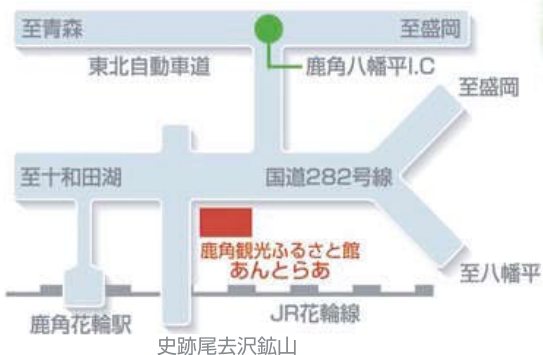 至青森
至盛岡
東北自動車道
鹿角八幡平I.C
至盛岡
至十和田湖
国道282号線
鹿角観光ふるさと館
あんとらあ
至八幡平
JR花輪線
鹿角花輪駅
史跡尾去沢鉱山